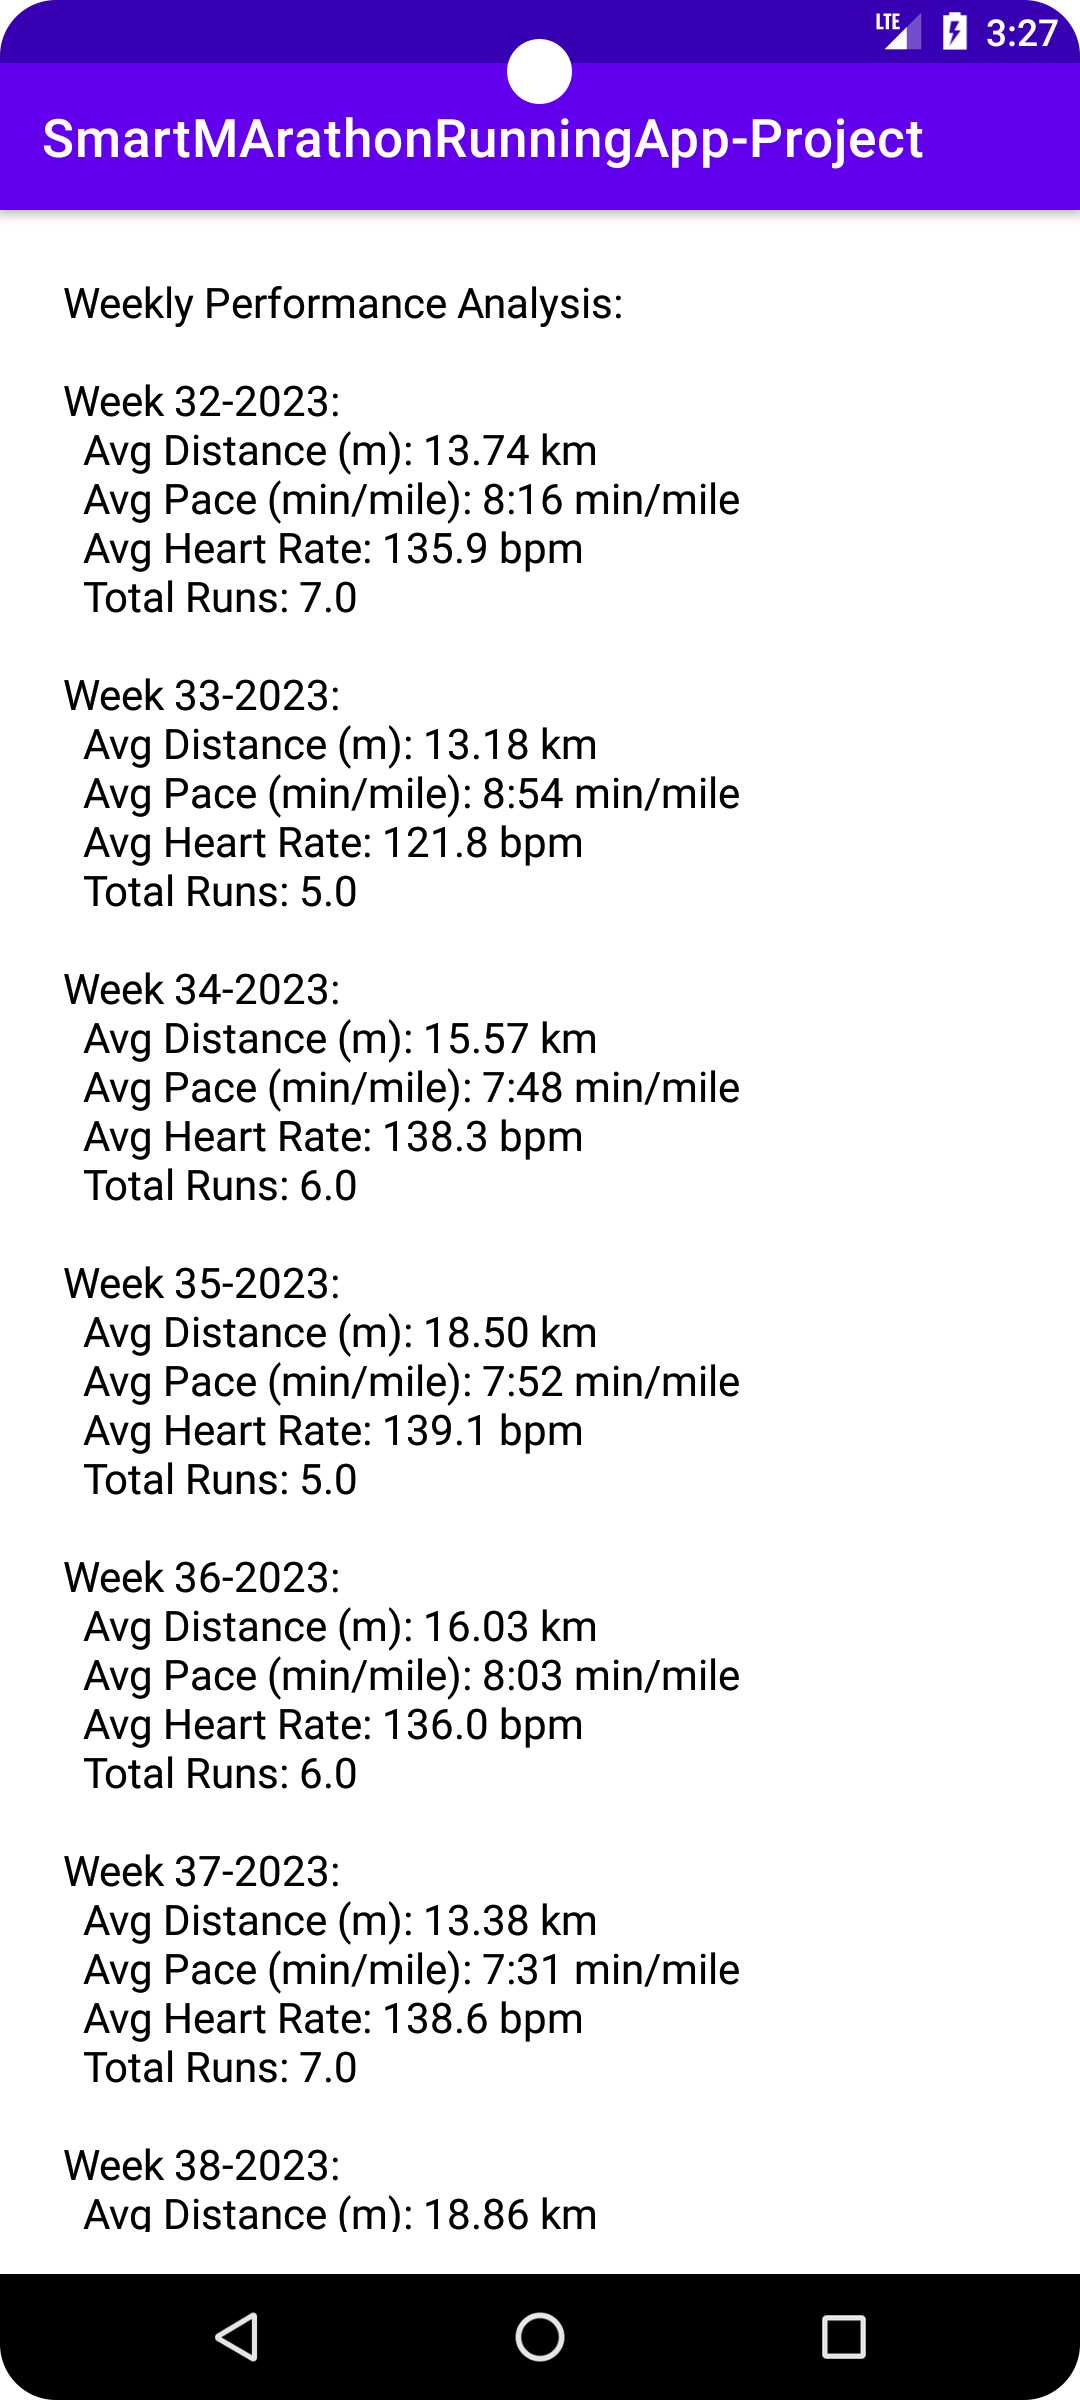 LTE 3:27
SmartMArathonRunningApp-Project
Weekly Performance Analysis:
Week 32-2023:
Avg Distance (m): 13.74 km
Avg Pace (min/mile): 8:16 min/mile
Avg Heart Rate: 135.9 bpm
Total Runs: 7.0
Week 33-2023:
Avg Distance (m): 13.18 km
Avg Pace (min/mile): 8:54 min/mile
Avg Heart Rate: 121.8 bpm
Total Runs: 5.0
Week 34-2023:
Avg Distance (m): 15.57 km
Avg Pace (min/mile): 7:48 min/mile
Avg Heart Rate: 138.3 bpm
Total Runs: 6.0
Week 35-2023:
Avg Distance (m): 18.50 km
Avg Pace (min/mile): 7:52 min/mile
Avg Heart Rate: 139.1 bpm
Total Runs: 5.0
Week 36-2023:
Avg Distance (m): 16.03 km
Avg Pace (min/mile): 8:03 min/mile
Avg Heart Rate: 136.0 bpm
Total Runs: 6.0
Week 37-2023:
Avg Distance (m): 13.38 km
Avg Pace (min/mile): 7:31 min/mile
Avg Heart Rate: 138.6 bpm
Total Runs: 7.0
Week 38-2023:
Avg Distance (m): 18.86 km